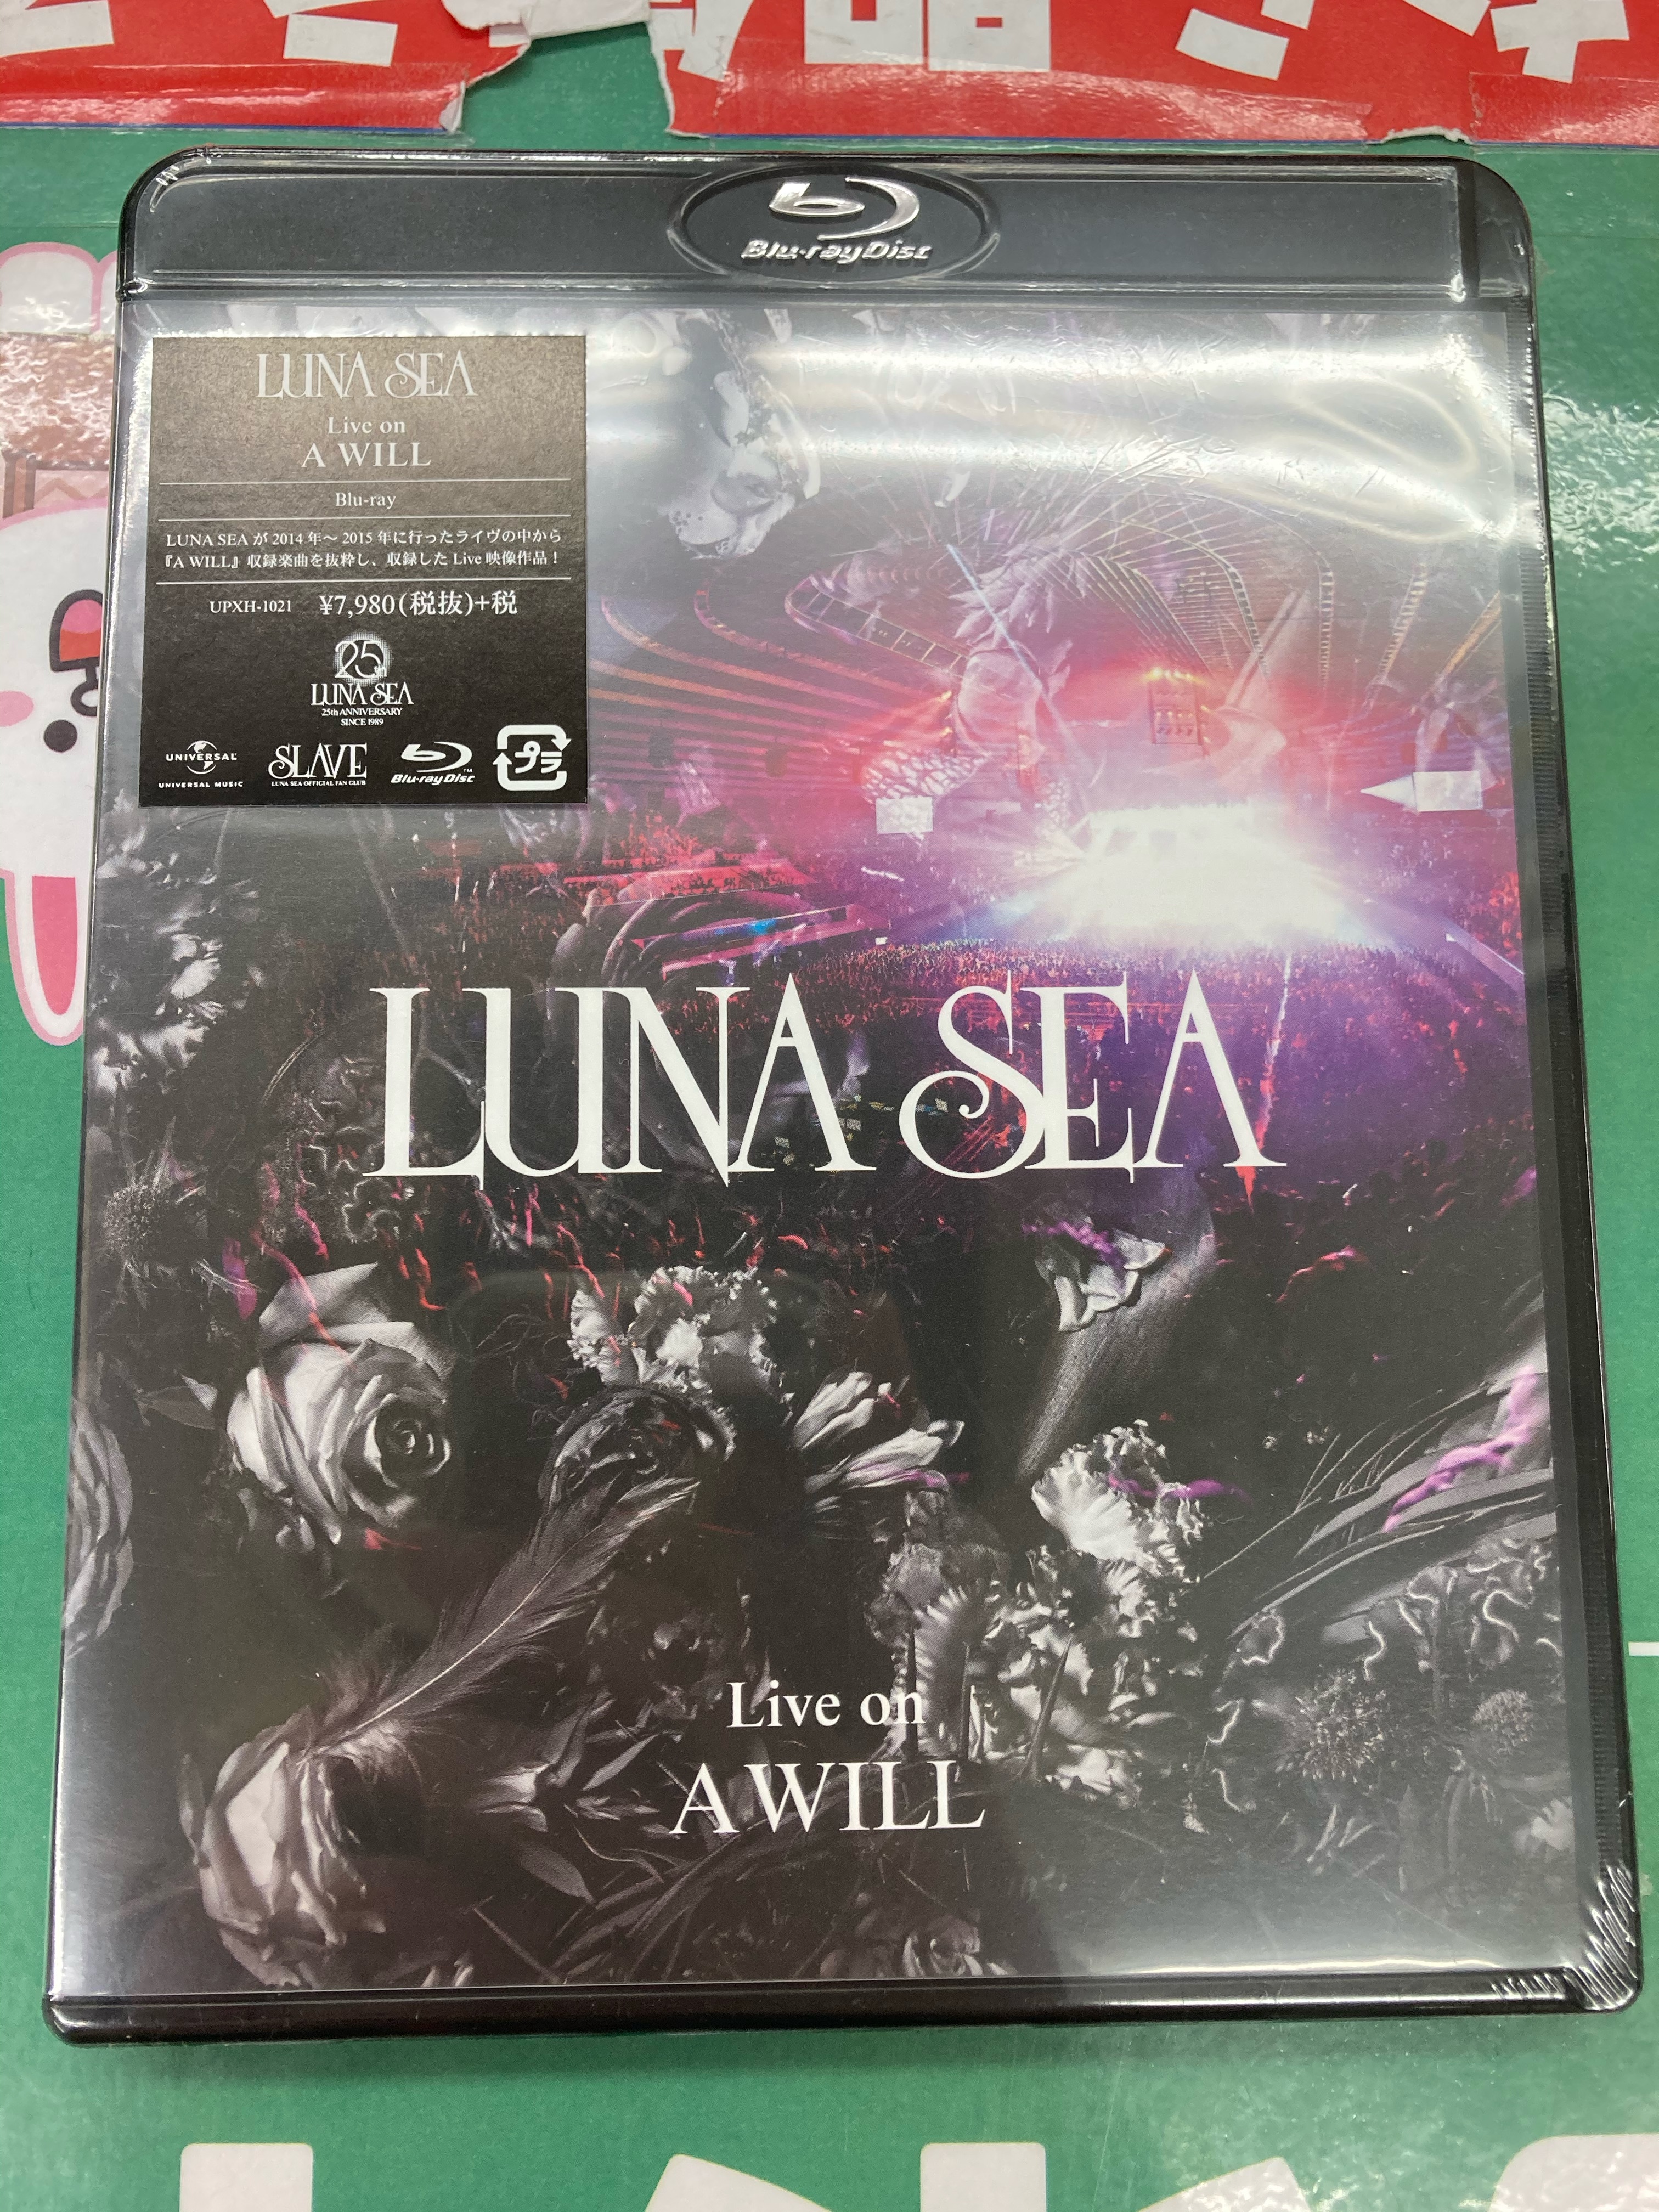 Blu-ray Disc
LUNA SEA
Live on
A WILL
Blu-ray
LUNA SEA が 2014 年～ 2015 年に行ったライヴの中から
『A WILL』収録楽曲を抜粋し、収録した Live 映像作品！
UPXH-1021 ¥7,980(税抜)+税
25th
LUNA SEA
25th ANNIVERSARY
SINCE 1989
UNIVERSAL
UNIVERSAL MUSIC
SLAVE
LUNA SEA OFFICIAL FAN CLUB
Blu-ray Disc™
プラ
LUNA SEA
Live on
A WILL